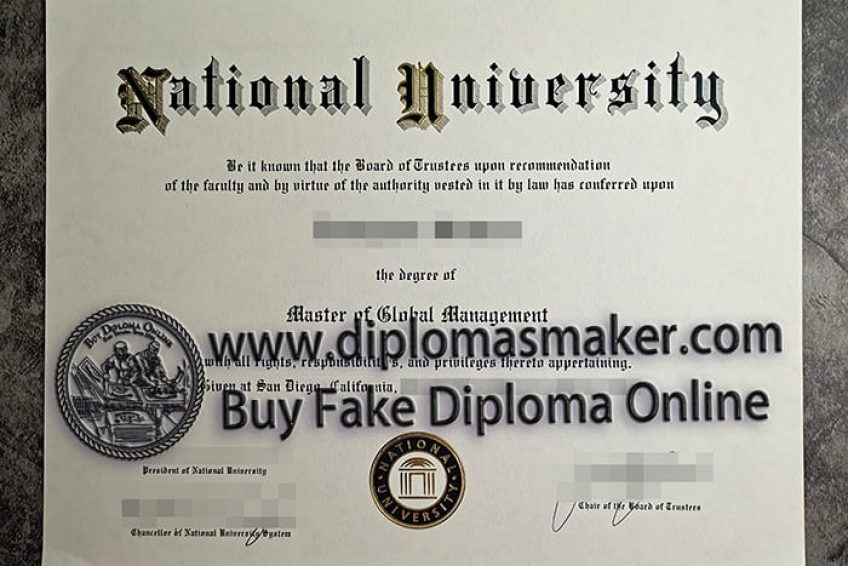 National University
Be it known that the Board of Trustees upon recommendation
of the faculty and by virtue of the authority vested in it by law has conferred upon
the degree of
Master of Global Management
www.diplomasmaker.com
with all rights, responsibilities, and privileges thereto appertaining.
Given at San Diego, California,
Buy Diploma Online
Buy Fake Diploma Online
President of National University
NATIONAL UNIVERSITY
Chair of the Board of Trustees
Chancellor of National University System